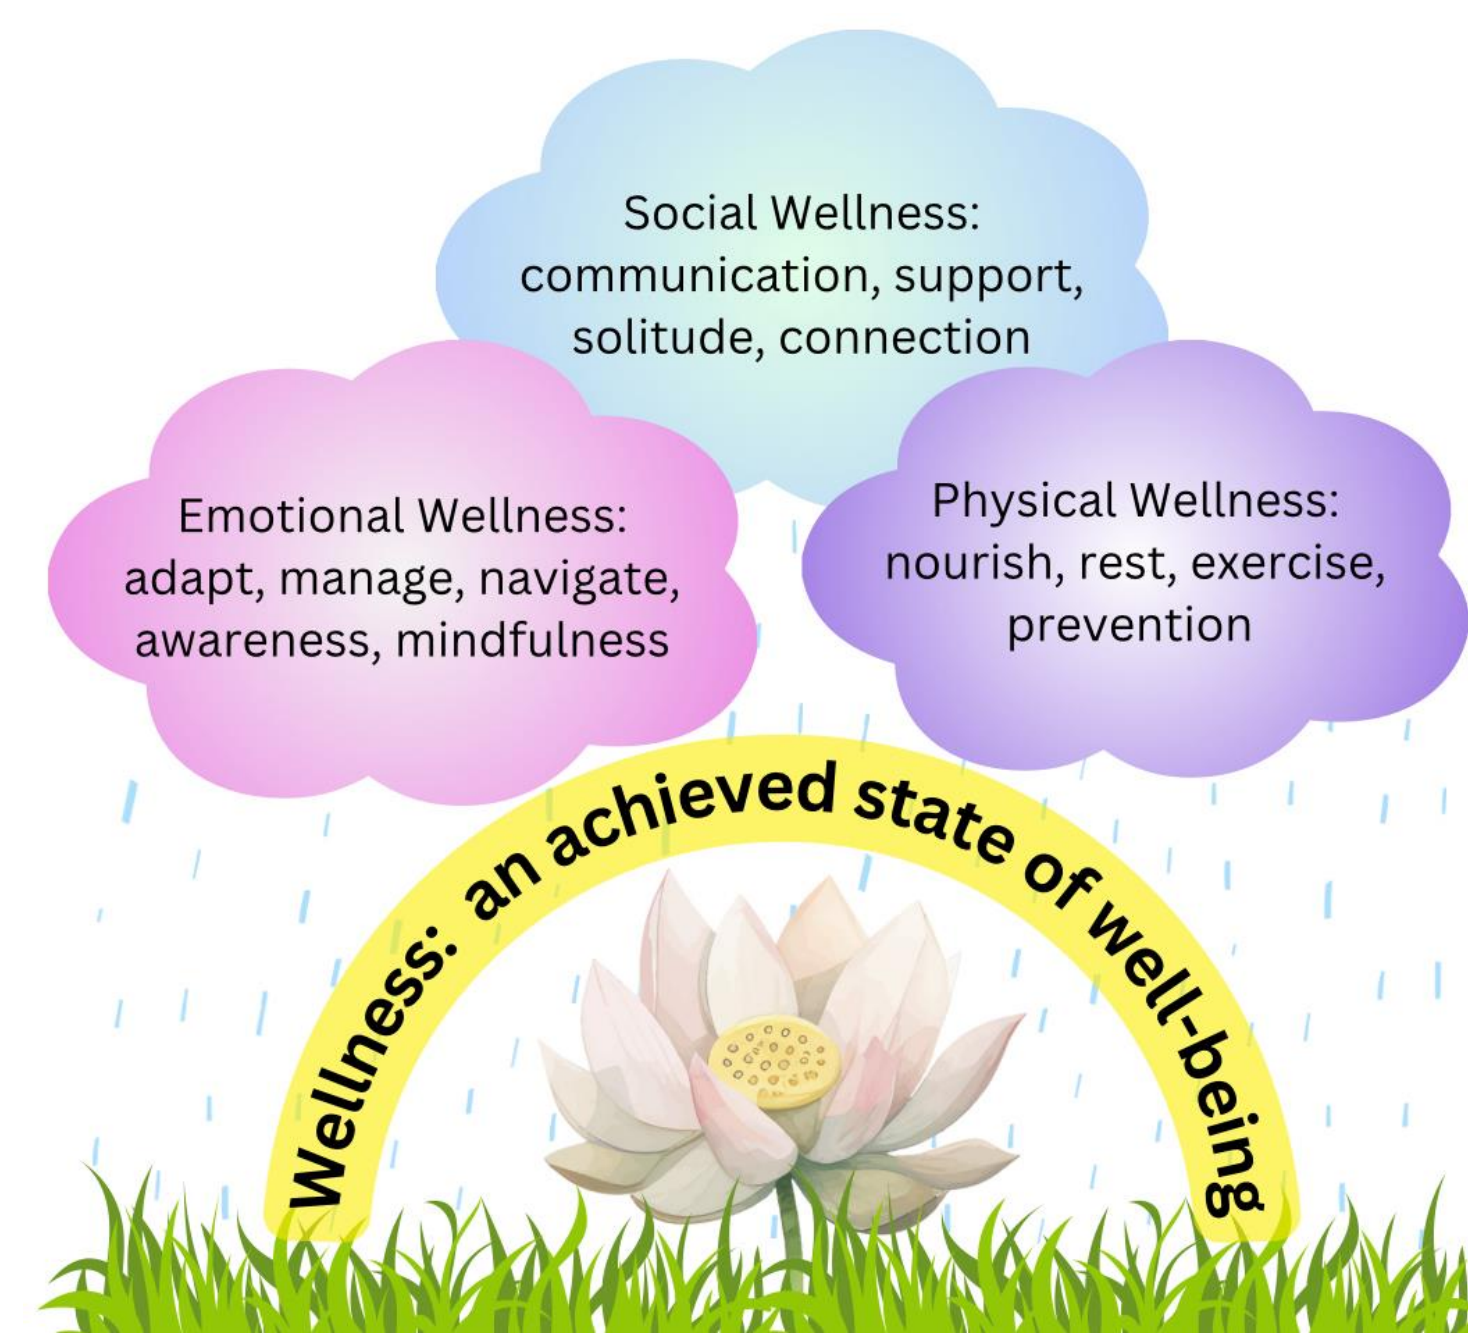 Social Wellness:
communication, support,
solitude, connection
Emotional Wellness:
adapt, manage, navigate,
awareness, mindfulness
Physical Wellness:
nourish, rest, exercise,
prevention
Wellness: an achieved state of well-being